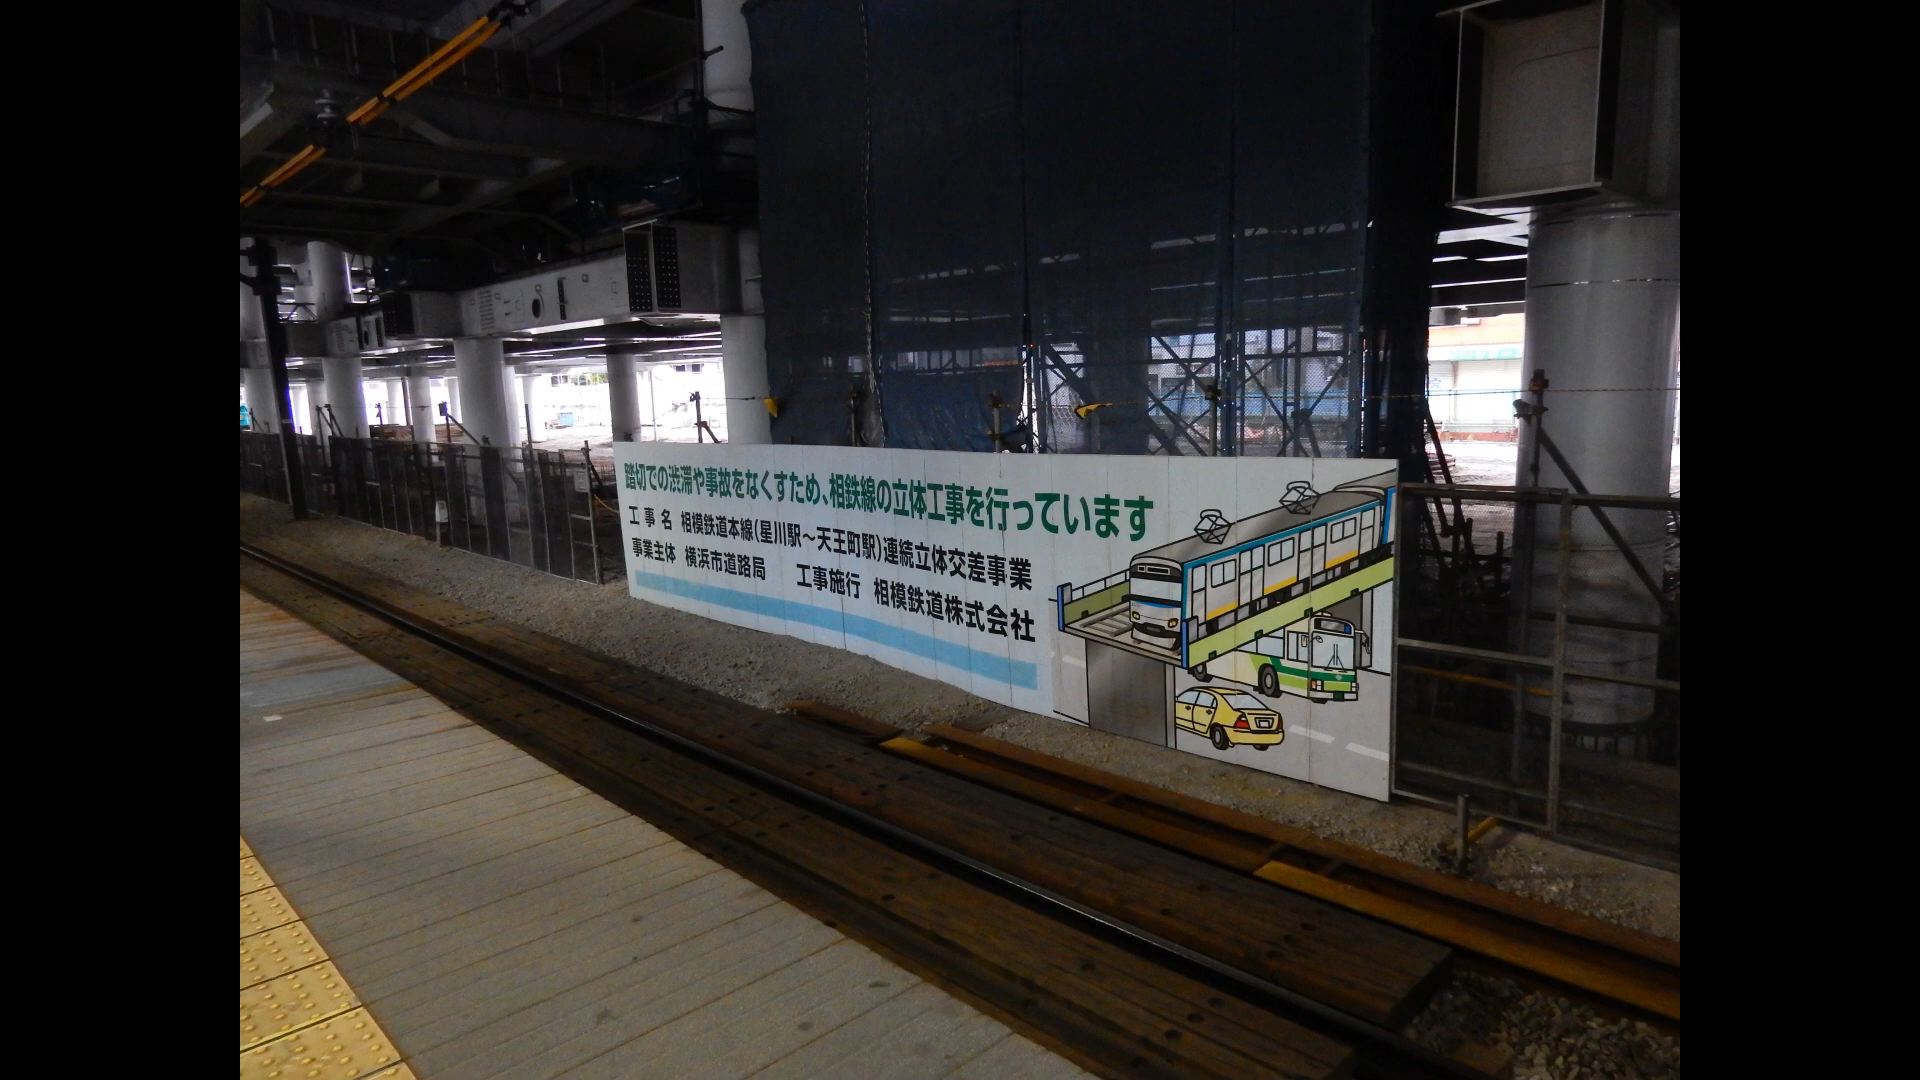 踏切での渋滞や事故をなくすため、相鉄線の立体工事を行っています
工事名 相模鉄道本線(星川駅～天王町駅)連続立体交差事業
事業主体 横浜市道路局 工事施行 相模鉄道株式会社